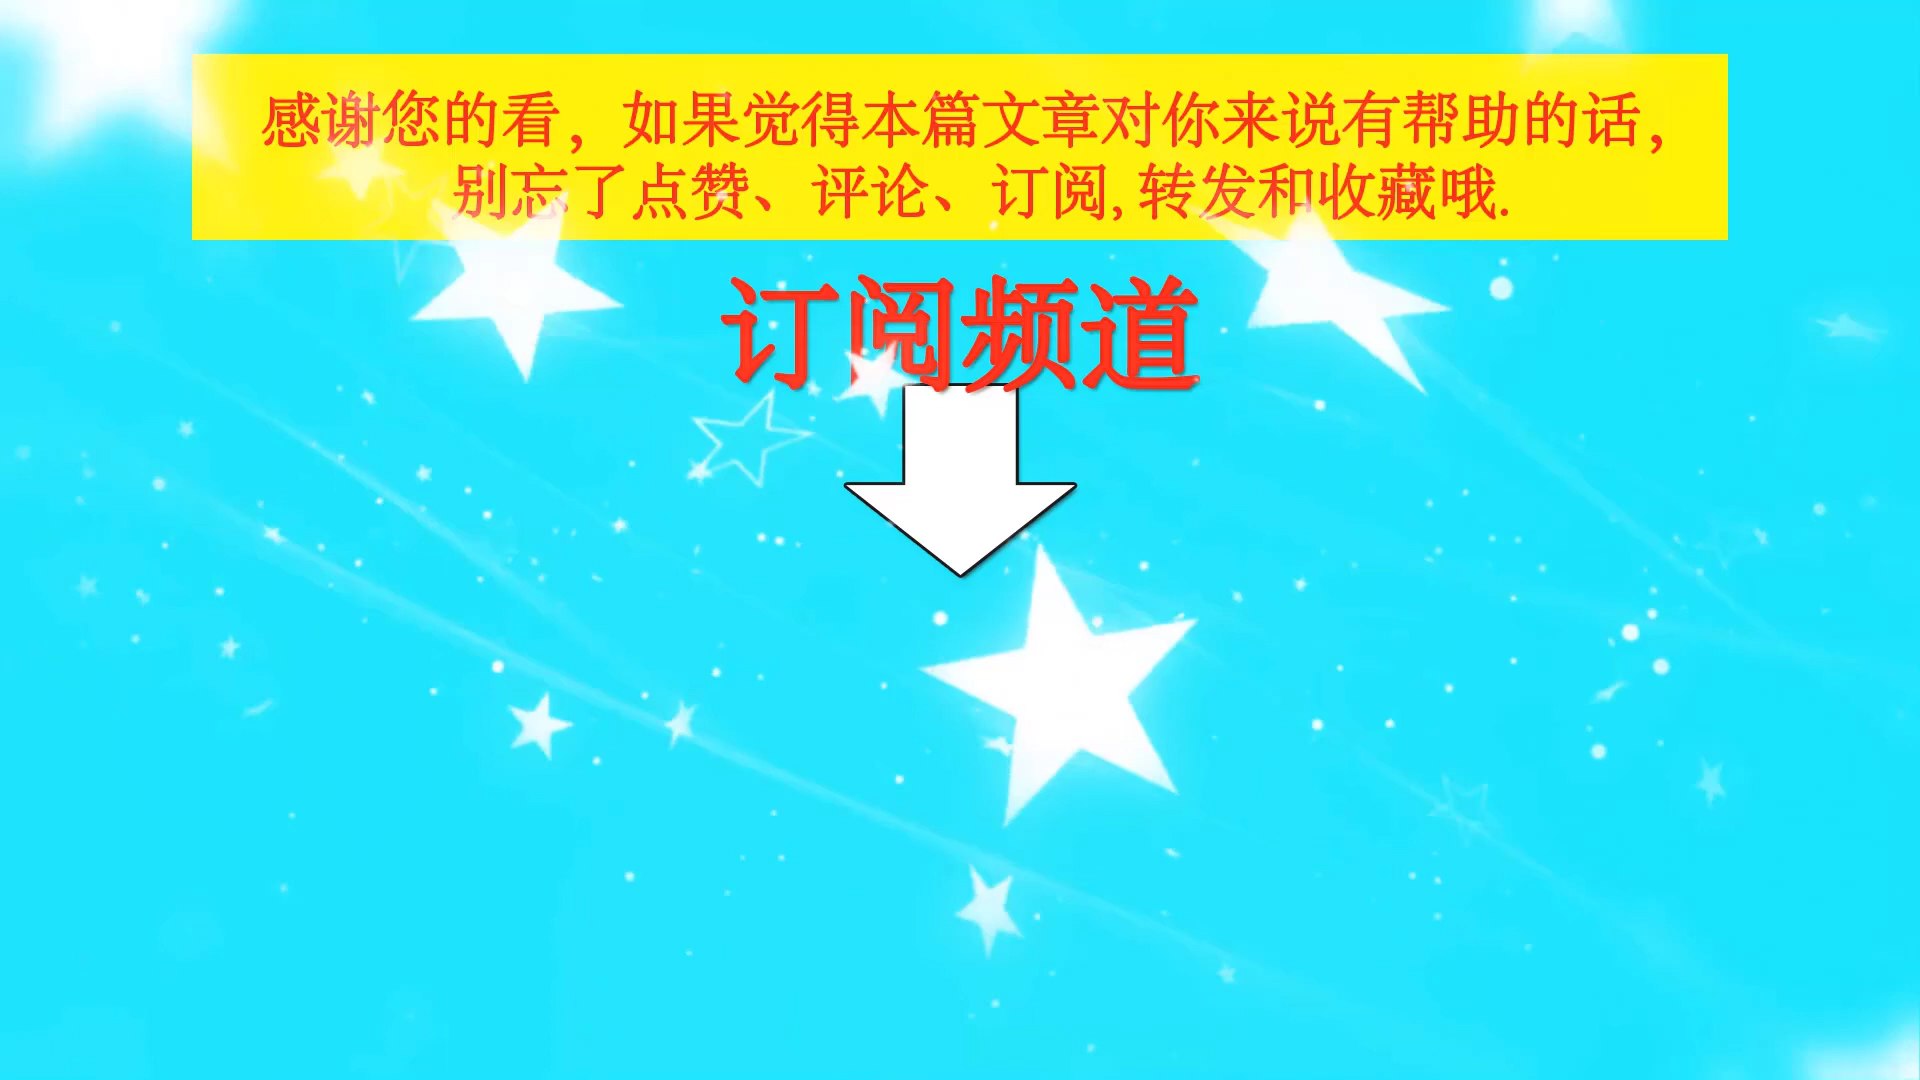 感谢您的看，如果觉得本篇文章对你来说有帮助的话，
别忘了点赞、评论、订阅,转发和收藏哦.
订阅频道